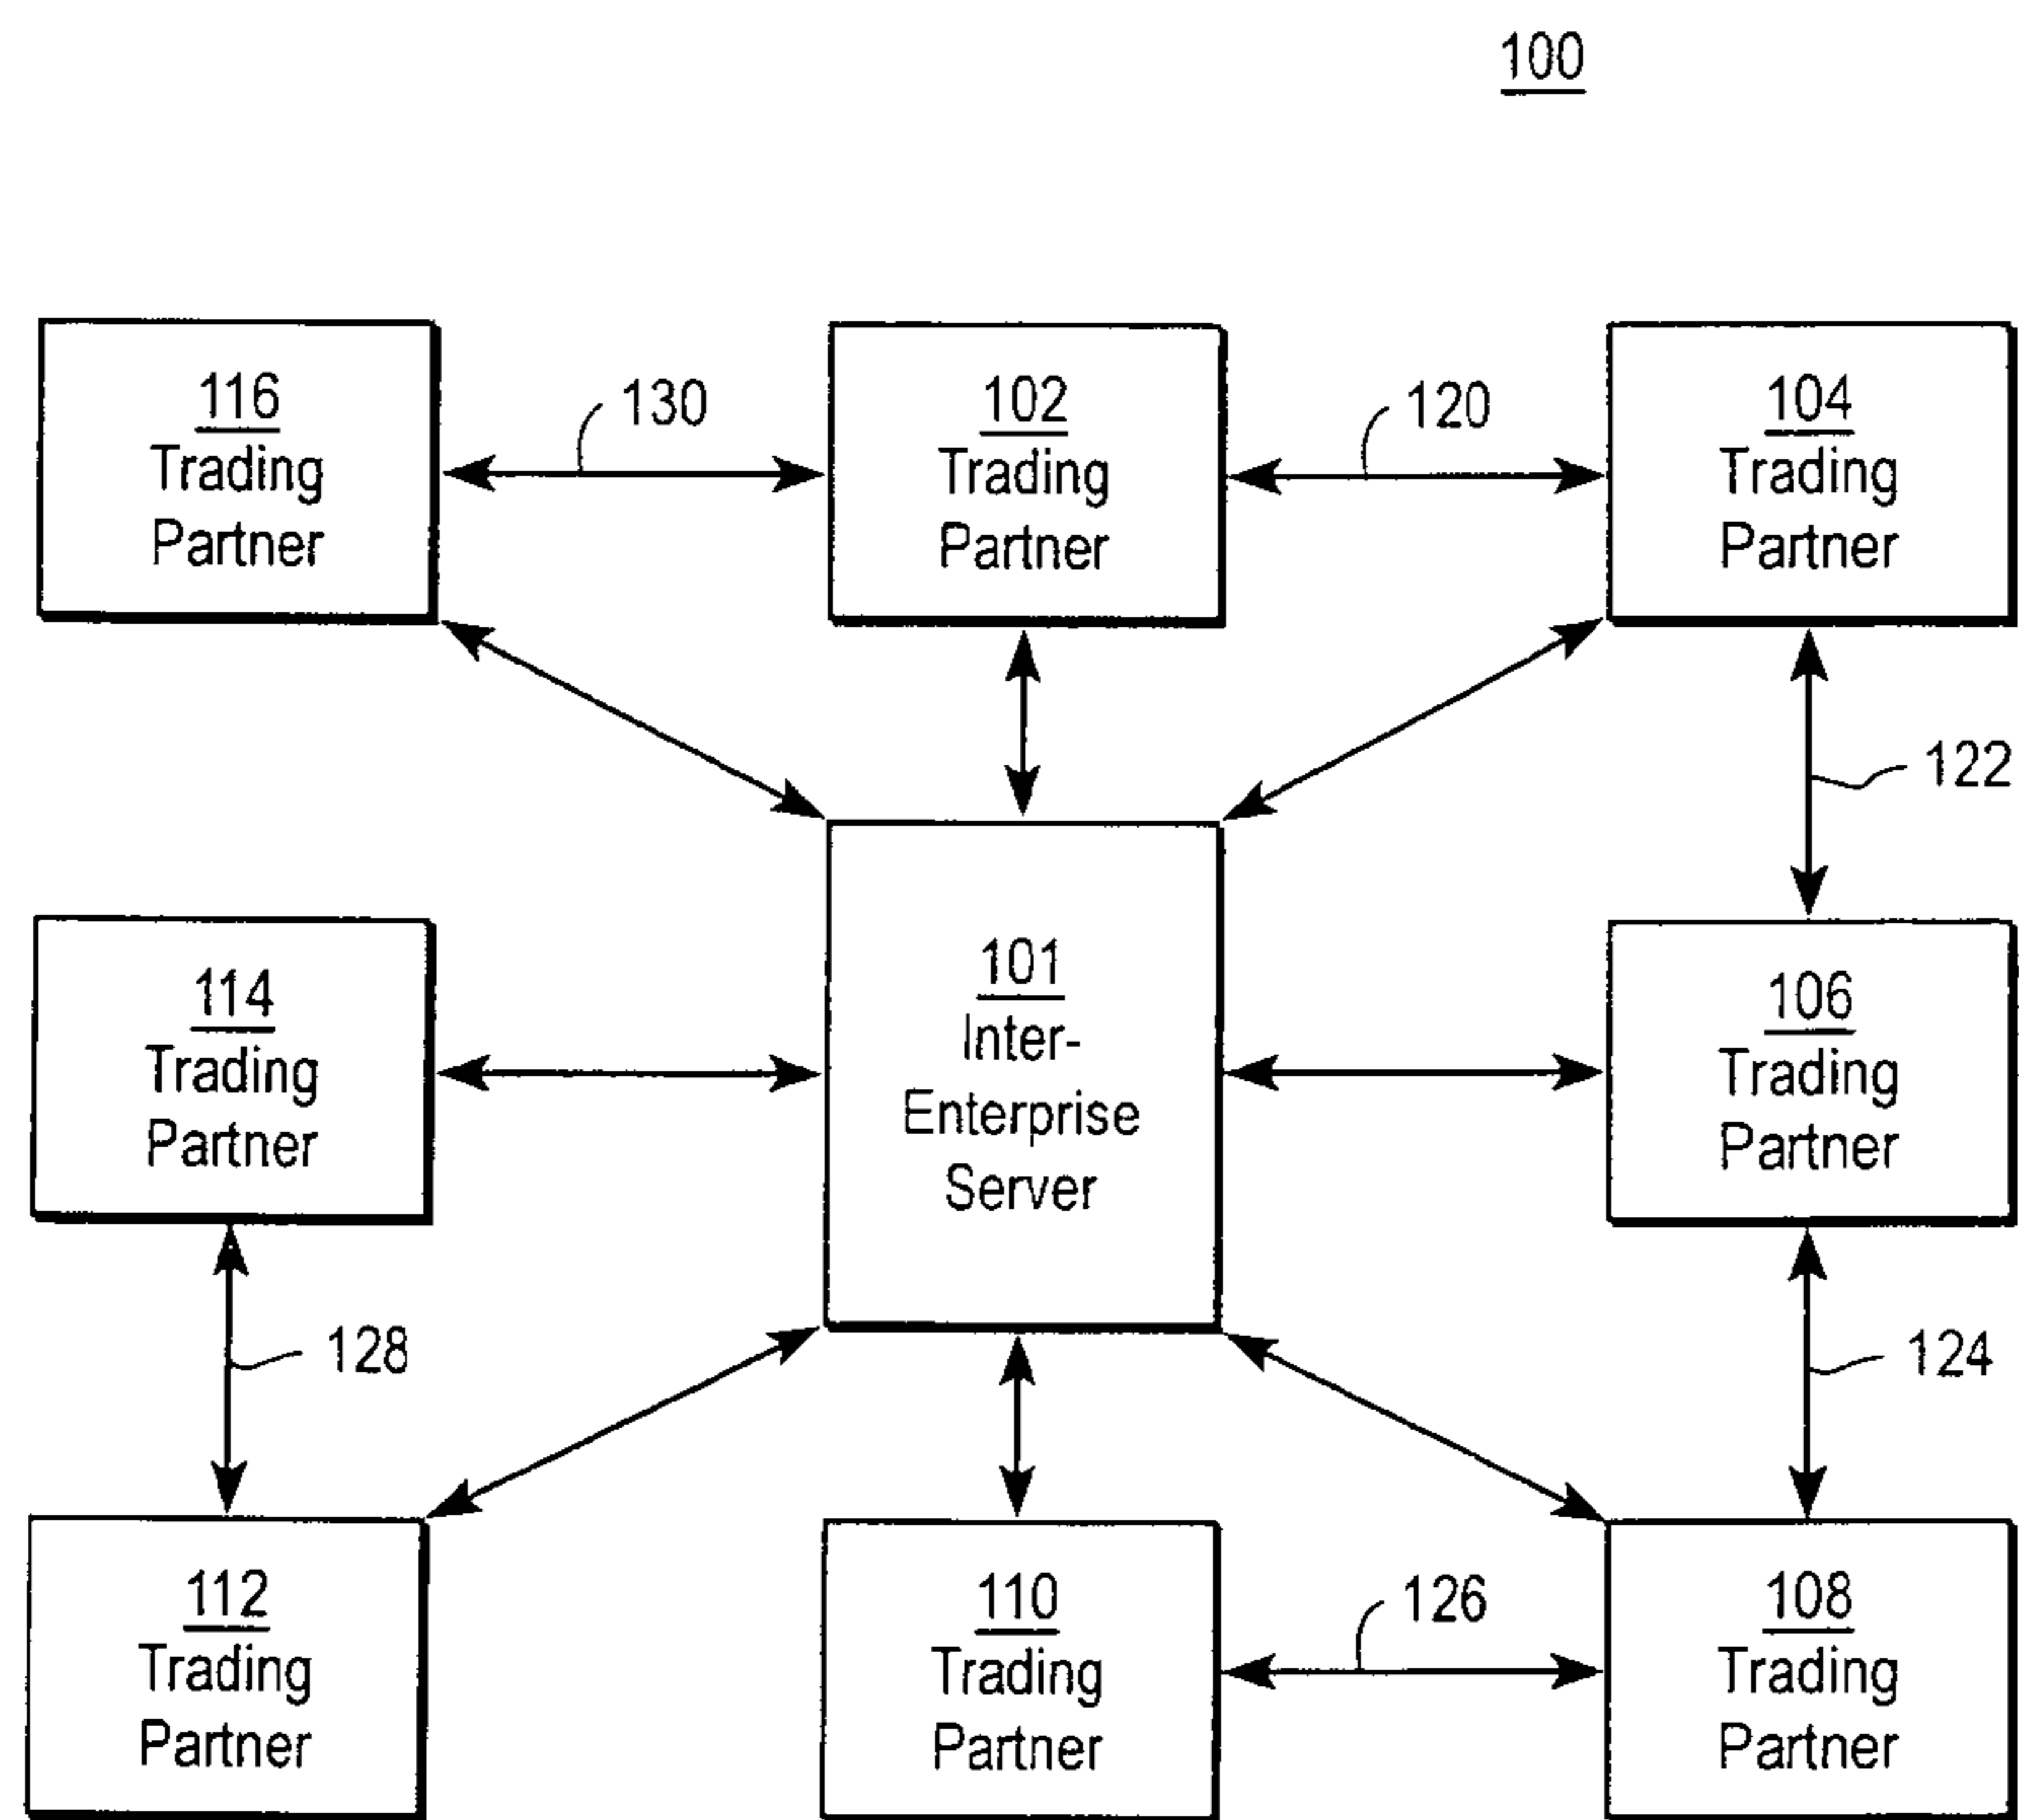 100
116
Trading
Partner
130
102
Trading
Partner
120
104
Trading
Partner
122
114
Trading
Partner
101
Inter-
Enterprise
Server
106
Trading
Partner
128
124
112
Trading
Partner
110
Trading
Partner
126
108
Trading
Partner